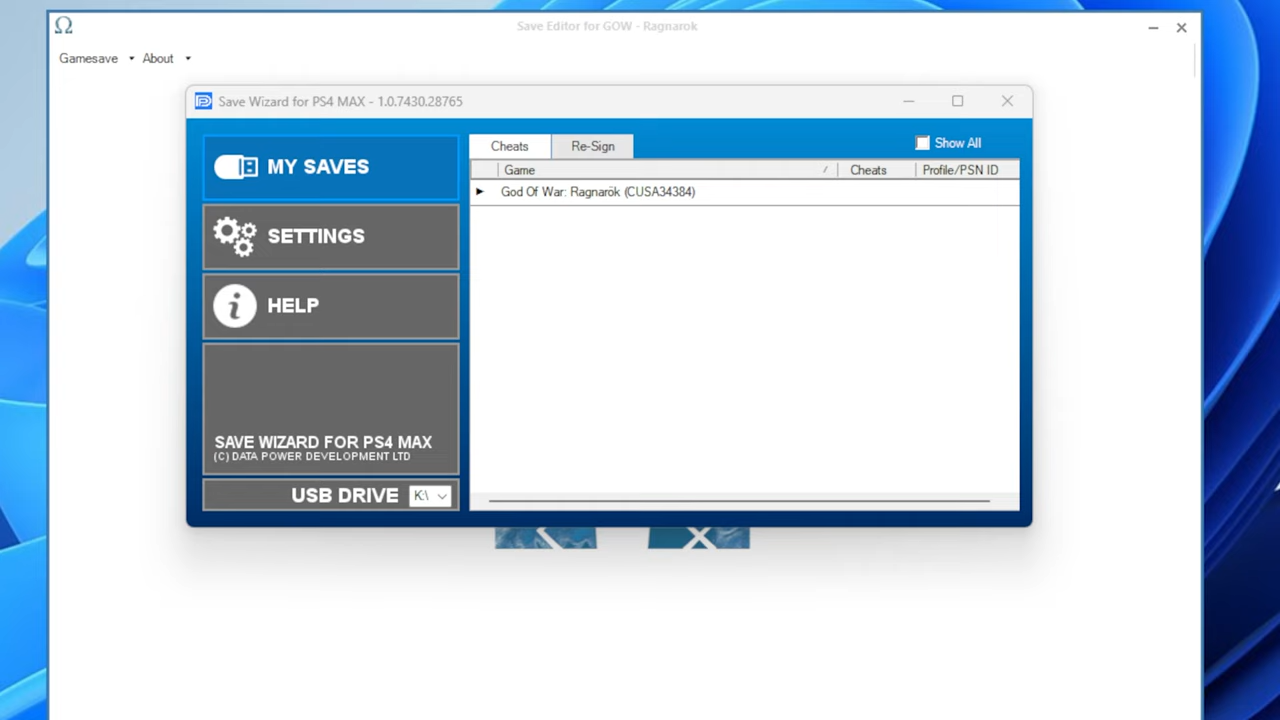 Ω
Save Editor for GOW - Ragnarok
Gamesave
About
Save Wizard for PS4 MAX - 1.0.7430.28765
MY SAVES
SETTINGS
HELP
SAVE WIZARD FOR PS4 MAX
(C) DATA POWER DEVELOPMENT LTD
USB DRIVE K:\
Cheats Re-Sign Show All
Game / Cheats Profile/PSN ID
God Of War: Ragnarök (CUSA34384)